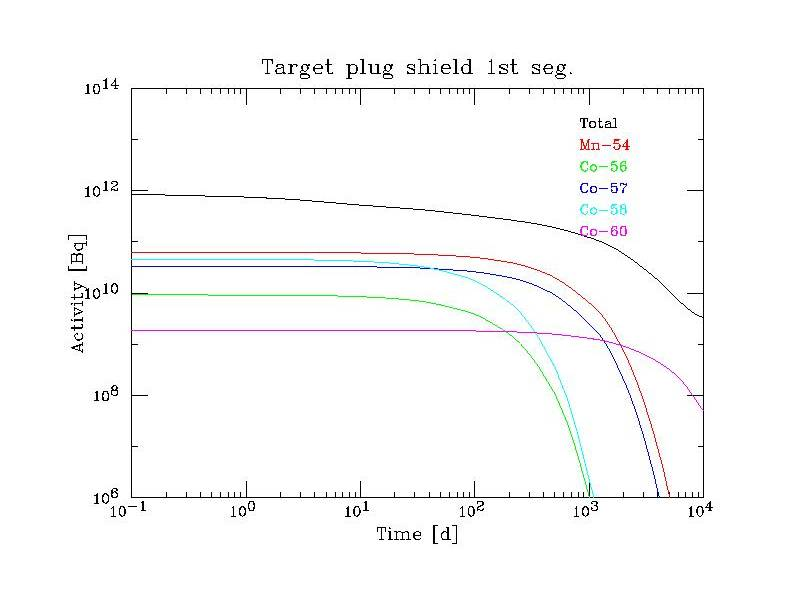 Target plug shield 1st seg.
10^14
10^12
10^10
10^8
10^6
Activity [Bq]
Total
Mn-54
Co-56
Co-57
Co-58
Co-60
10^-1
10^0
10^1
10^2
10^3
10^4
Time [d]